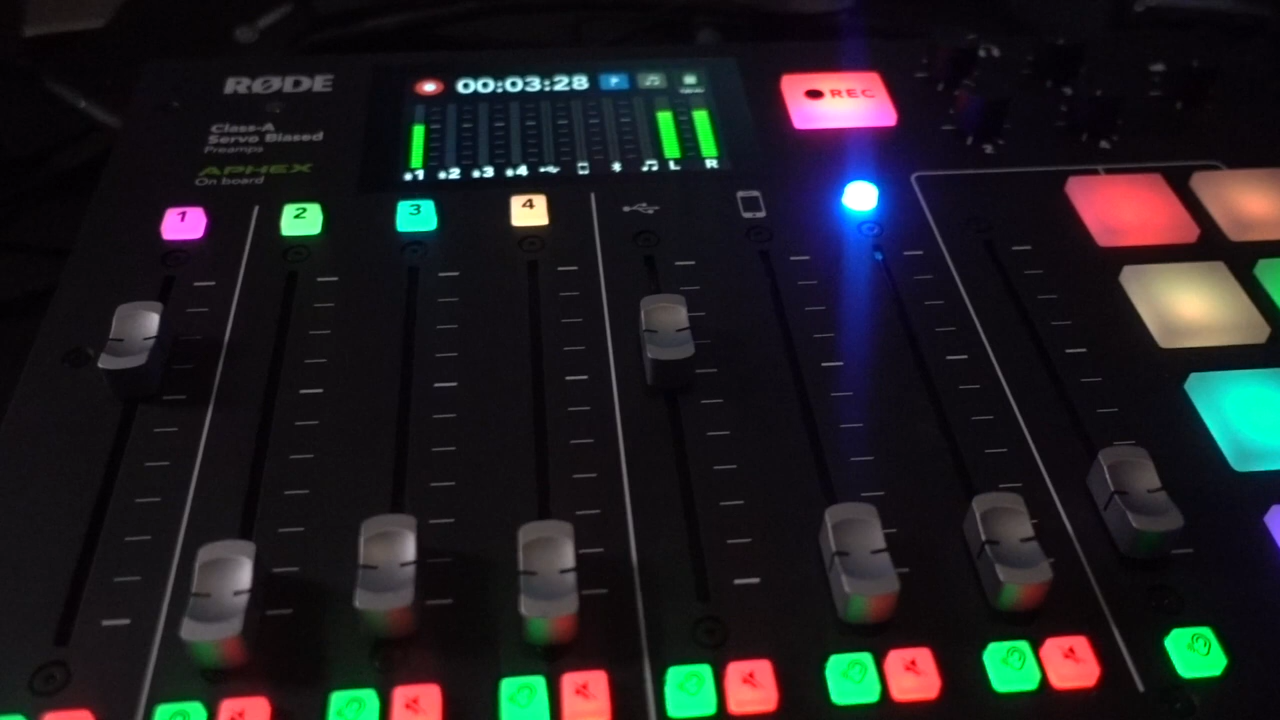 RØDE
Class-A
Servo Biased
Preamps
APHEX
On board
00:03:28
1 2 3 4 L R
REC
1 2 3 4